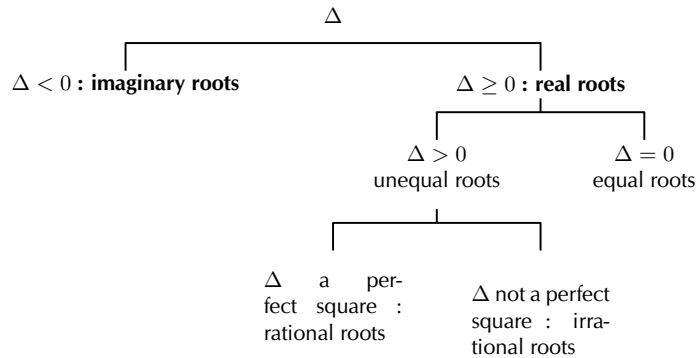 Δ
Δ < 0 : imaginary roots
Δ ≥ 0 : real roots
Δ > 0
unequal roots
Δ = 0
equal roots
Δ a per-
fect square :
rational roots
Δ not a perfect
square : irra-
tional roots